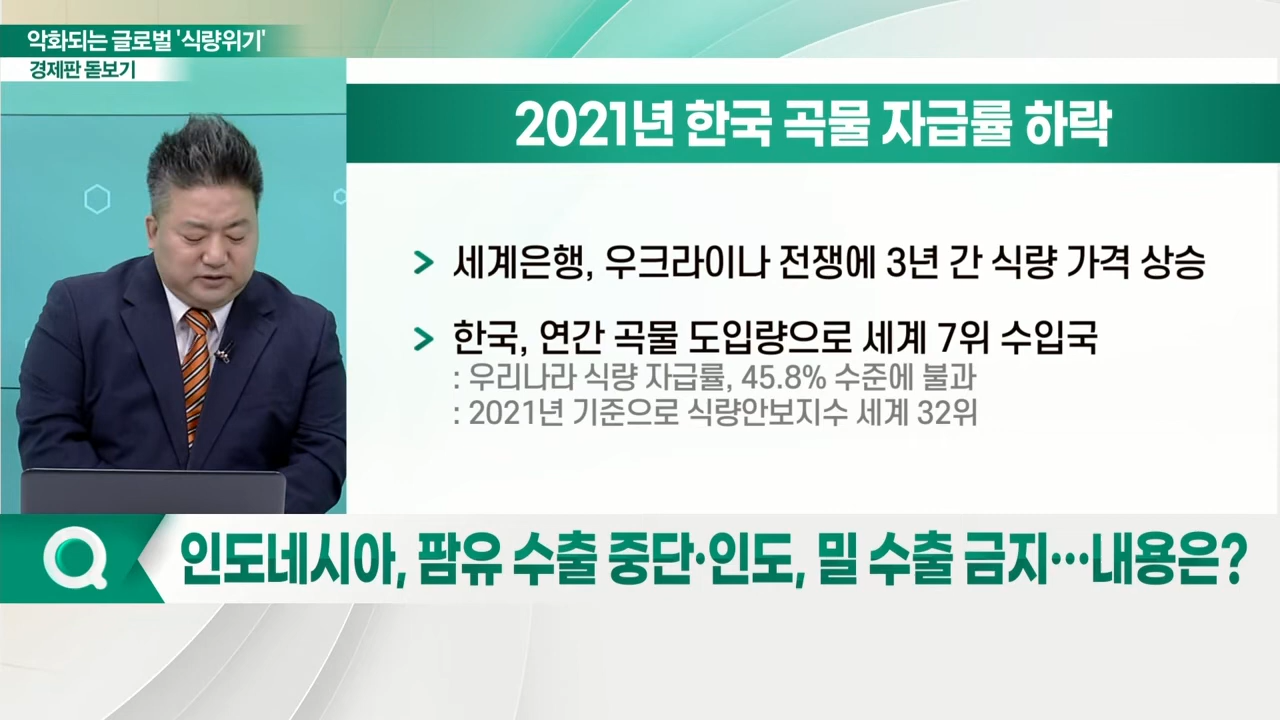 악화되는 글로벌 '식량위기'
경제판 돋보기
2021년 한국 곡물 자급률 하락
세계은행, 우크라이나 전쟁에 3년 간 식량 가격 상승
한국, 연간 곡물 도입량으로 세계 7위 수입국
: 우리나라 식량 자급률, 45.8% 수준에 불과
: 2021년 기준으로 식량안보지수 세계 32위
Q 인도네시아, 팜유 수출 중단·인도, 밀 수출 금지…내용은?